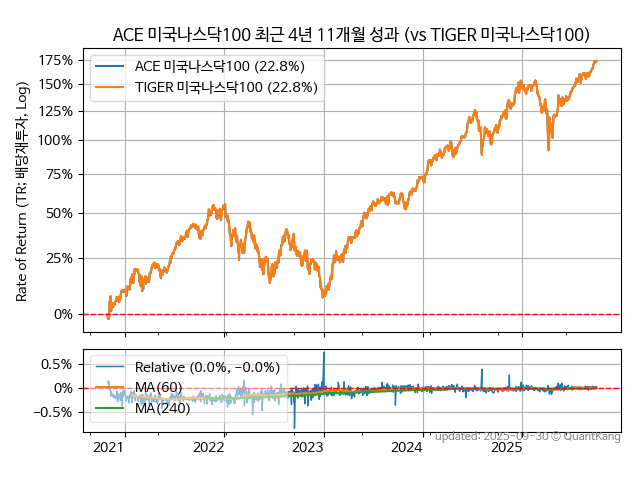 ACE 미국나스닥100 최근 4년 11개월 성과 (vs TIGER 미국나스닥100)
175%
150%
125%
100%
75%
50%
25%
0%
Rate of Return (TR: 배당재투자, Log)
ACE 미국나스닥100 (22.8%)
TIGER 미국나스닥100 (22.8%)
0.5%
0%
−0.5%
Relative (0.0%, −0.0%)
MA(60)
MA(240)
2021
2022
2023
2024
2025
updated: 2025-09-30 © QuantKang